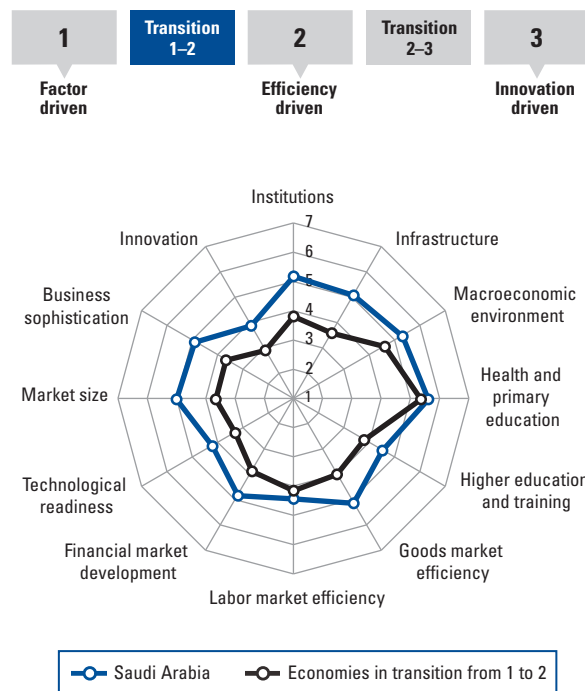 1
Transition
1–2
2
Transition
2–3
3
Factor
driven
Efficiency
driven
Innovation
driven
Institutions
7
6
5
4
3
2
1
Innovation
Infrastructure
Business
sophistication
Macroeconomic
environment
Market size
Health and
primary
education
Technological
readiness
Higher education
and training
Financial market
development
Goods market
efficiency
Labor market efficiency
Saudi Arabia
Economies in transition from 1 to 2